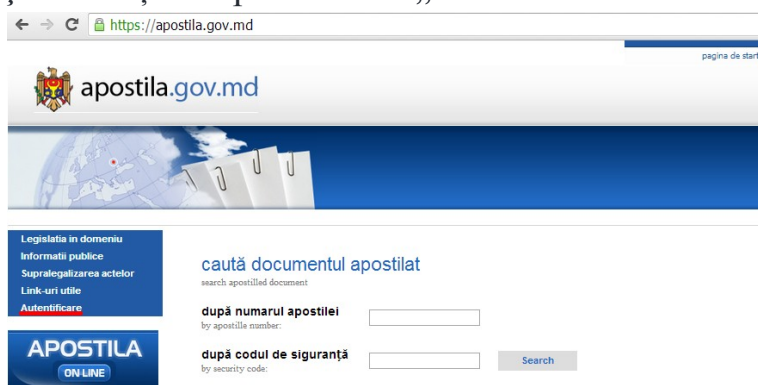 https://apostila.gov.md
pagina de start
apostila.gov.md
Legislatia in domeniu
Informatii publice
Supralegalizarea actelor
Link-uri utile
Autentificare
APOSTILA
ON-LINE
caută documentul apostilat
search apostilled document
după numarul apostilei
by apostille number:
după codul de siguranță
by security code:
Search